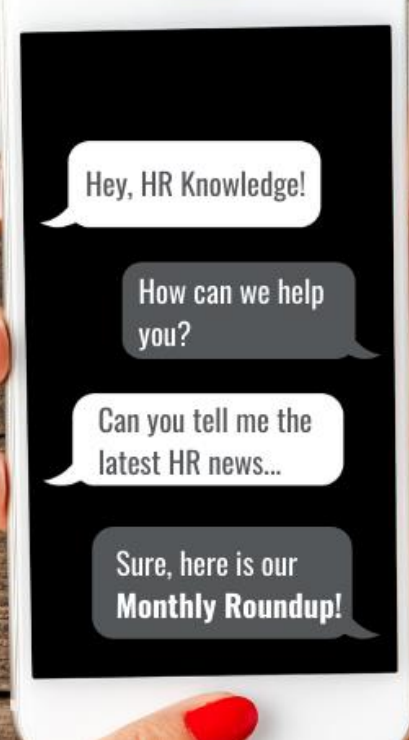 Hey, HR Knowledge!
How can we help
you?
Can you tell me the
latest HR news...
Sure, here is our
Monthly Roundup!